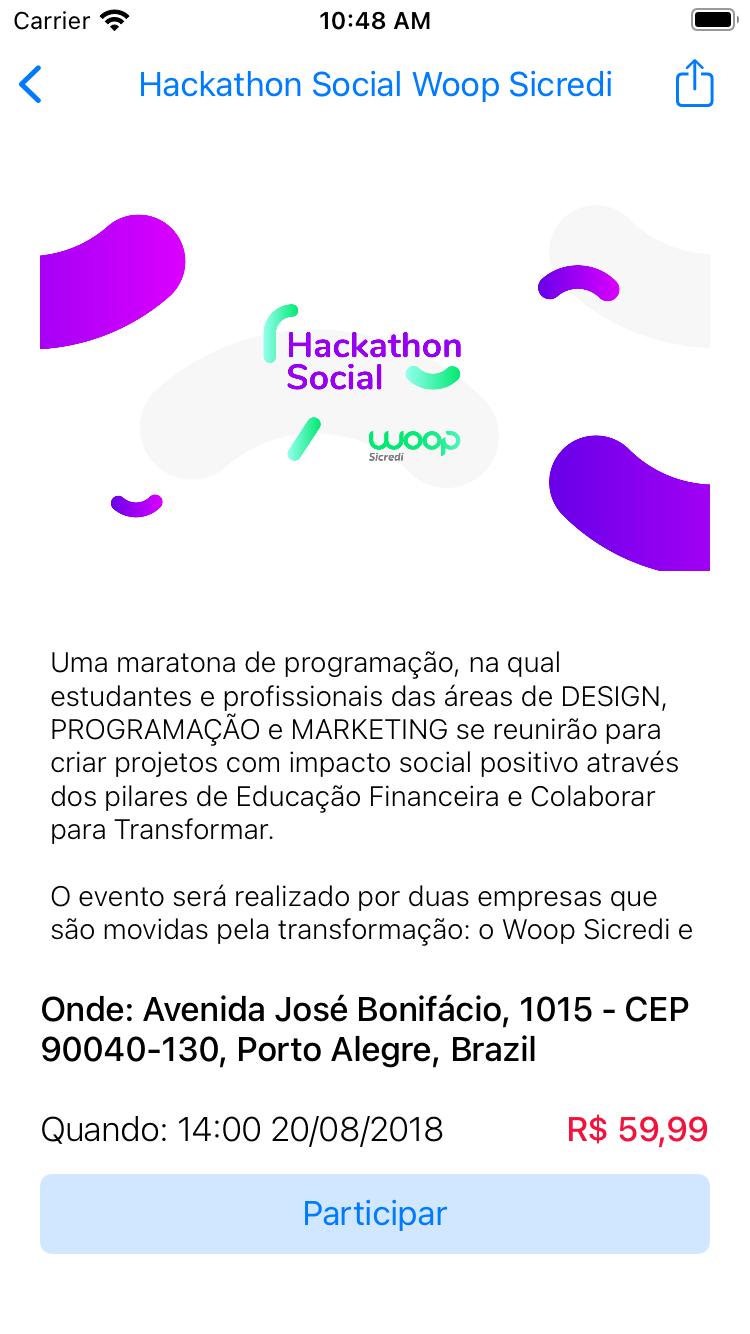 Carrier 10:48 AM
Hackathon Social Woop Sicredi
Hackathon
Social
woop
Sicredi
Uma maratona de programação, na qual
estudantes e profissionais das áreas de DESIGN,
PROGRAMAÇÃO e MARKETING se reunirão para
criar projetos com impacto social positivo através
dos pilares de Educação Financeira e Colaborar
para Transformar.
O evento será realizado por duas empresas que
são movidas pela transformação: o Woop Sicredi e
Onde: Avenida José Bonifácio, 1015 - CEP
90040-130, Porto Alegre, Brazil
Quando: 14:00 20/08/2018 R$ 59,99
Participar